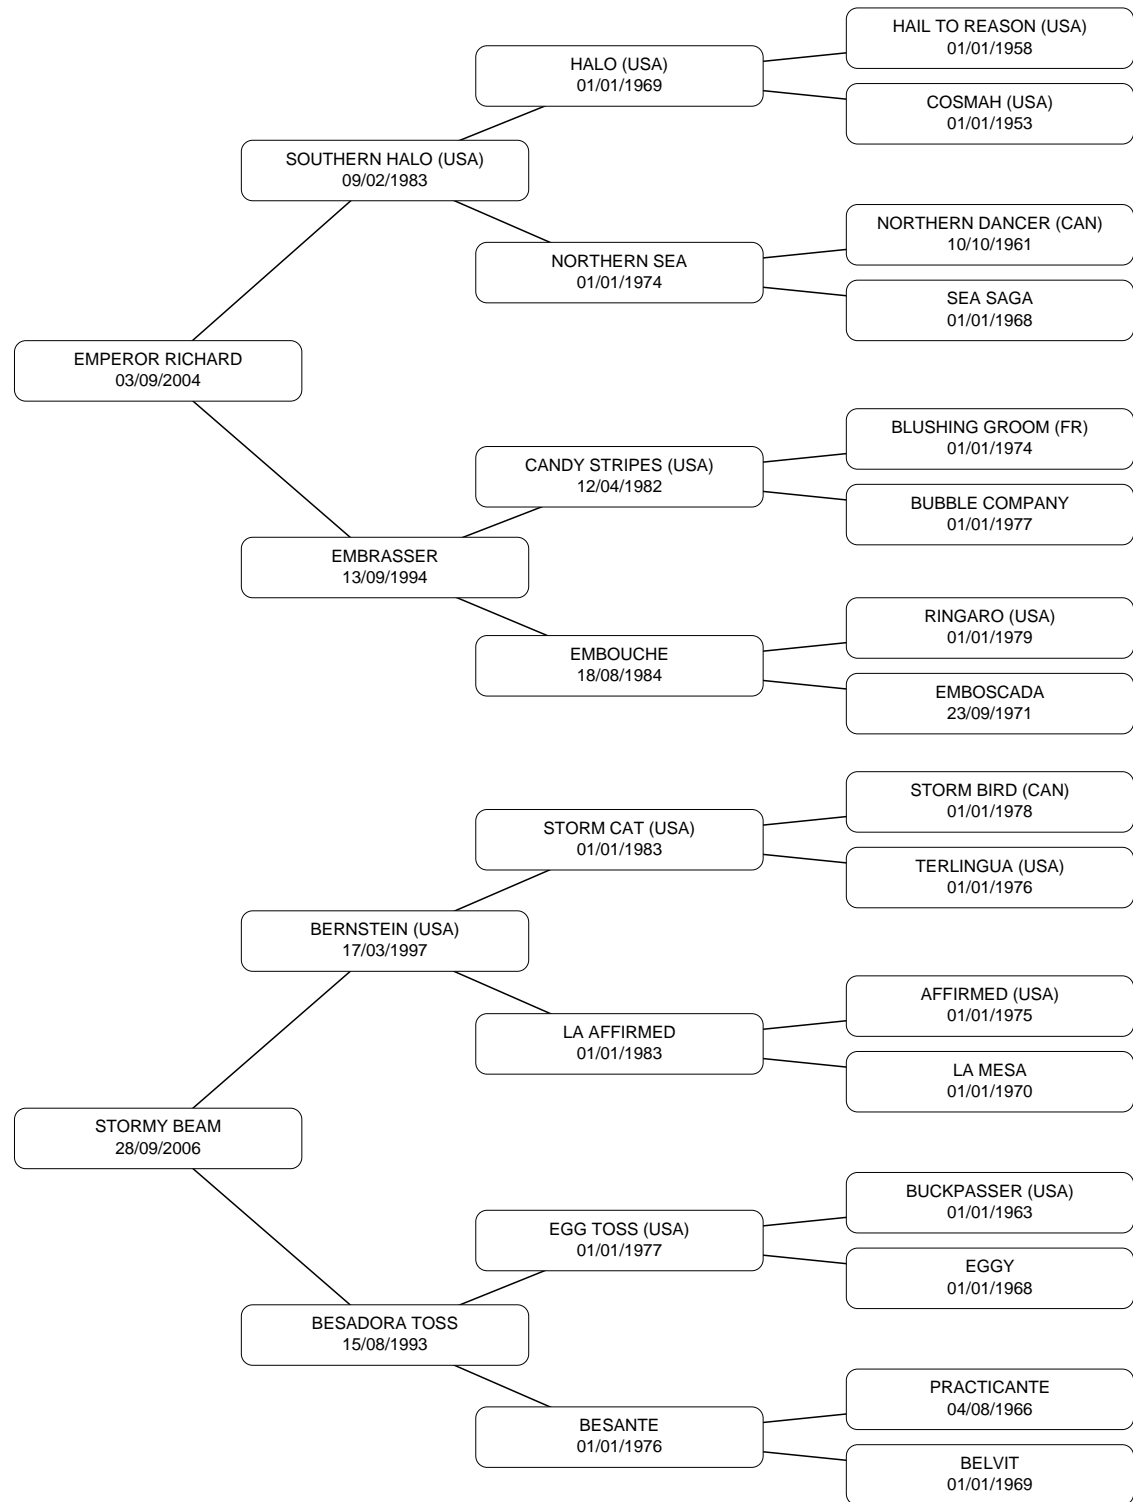 HAIL TO REASON (USA)
01/01/1958
HALO (USA)
01/01/1969
COSMAH (USA)
01/01/1953
SOUTHERN HALO (USA)
09/02/1983
NORTHERN DANCER (CAN)
10/10/1961
NORTHERN SEA
01/01/1974
SEA SAGA
01/01/1968
EMPEROR RICHARD
03/09/2004
BLUSHING GROOM (FR)
01/01/1974
CANDY STRIPES (USA)
12/04/1982
BUBBLE COMPANY
01/01/1977
EMBRASSER
13/09/1994
RINGARO (USA)
01/01/1979
EMBOUCHE
18/08/1984
EMBOSCADA
23/09/1971
STORM BIRD (CAN)
01/01/1978
STORM CAT (USA)
01/01/1983
TERLINGUA (USA)
01/01/1976
BERNSTEIN (USA)
17/03/1997
AFFIRMED (USA)
01/01/1975
LA AFFIRMED
01/01/1983
LA MESA
01/01/1970
STORMY BEAM
28/09/2006
BUCKPASSER (USA)
01/01/1963
EGG TOSS (USA)
01/01/1977
EGGY
01/01/1968
BESADORA TOSS
15/08/1993
PRACTICANTE
04/08/1966
BESANTE
01/01/1976
BELVIT
01/01/1969